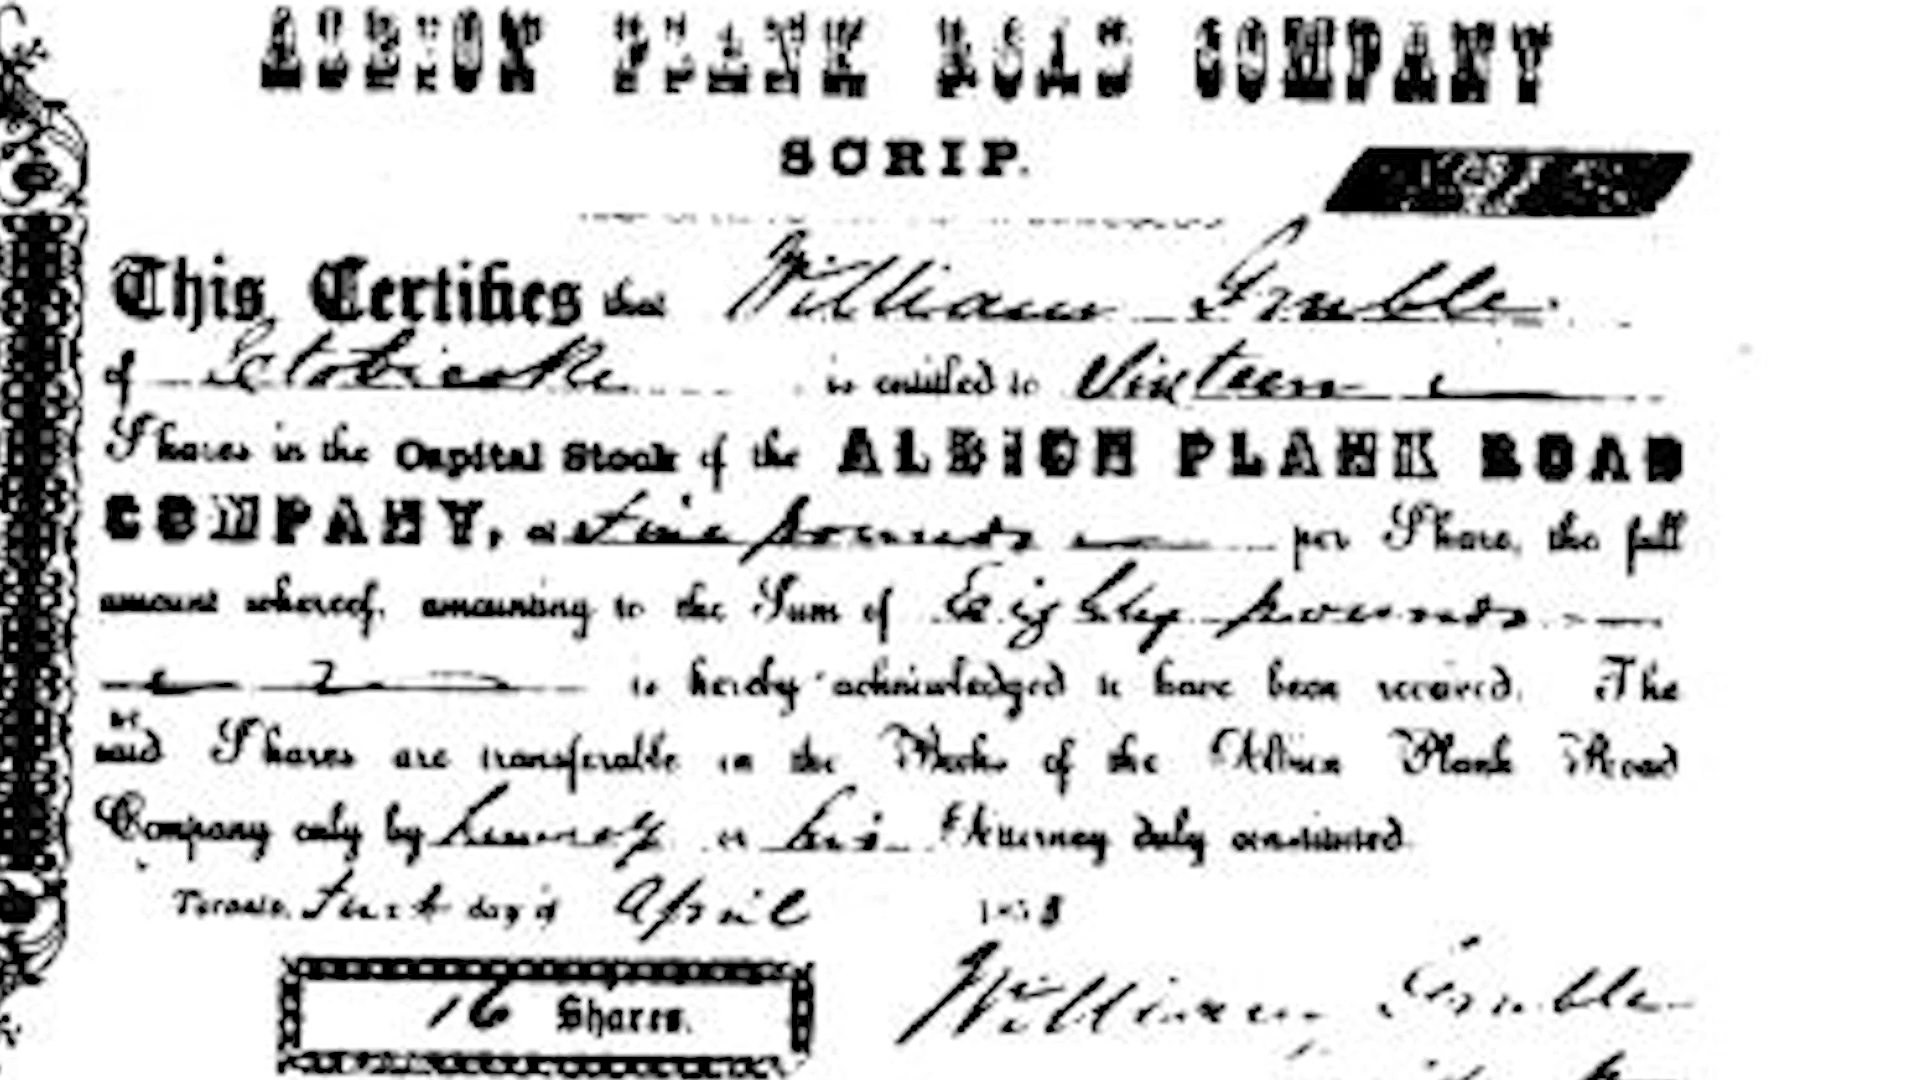 ALBION PLANK ROAD COMPANY
SCRIP.
This Certifies that William Gamble
of Etobicoke is entitled to Sixteen
Shares in the Capital Stock of the ALBION PLANK ROAD
COMPANY, at Five pounds per Share, the full
amount whereof, amounting to the Sum of Eighty pounds
is hereby acknowledged to have been received. The
said Shares are transferable in the Books of the Albion Plank Road
Company only by himself or his Attorney duly constituted.
Toronto, First day of April
16 Shares.
William Gamble